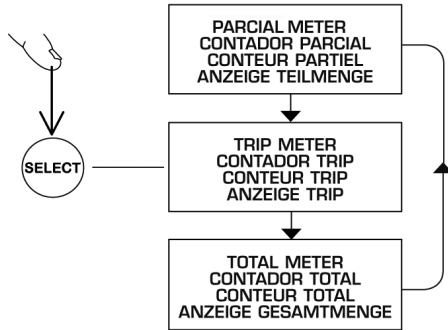 PARCIAL METER
CONTADOR PARCIAL
CONTEUR PARTIEL
ANZEIGE TEILMENGE
SELECT
TRIP METER
CONTADOR TRIP
CONTEUR TRIP
ANZEIGE TRIP
TOTAL METER
CONTADOR TOTAL
CONTEUR TOTAL
ANZEIGE GESAMTMENGE